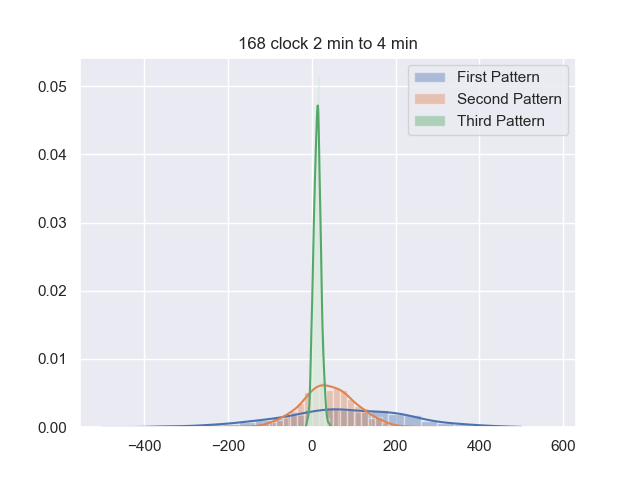 168 clock 2 min to 4 min
First Pattern
Second Pattern
Third Pattern
0.05
0.04
0.03
0.02
0.01
0.00
−400 −200 0 200 400 600